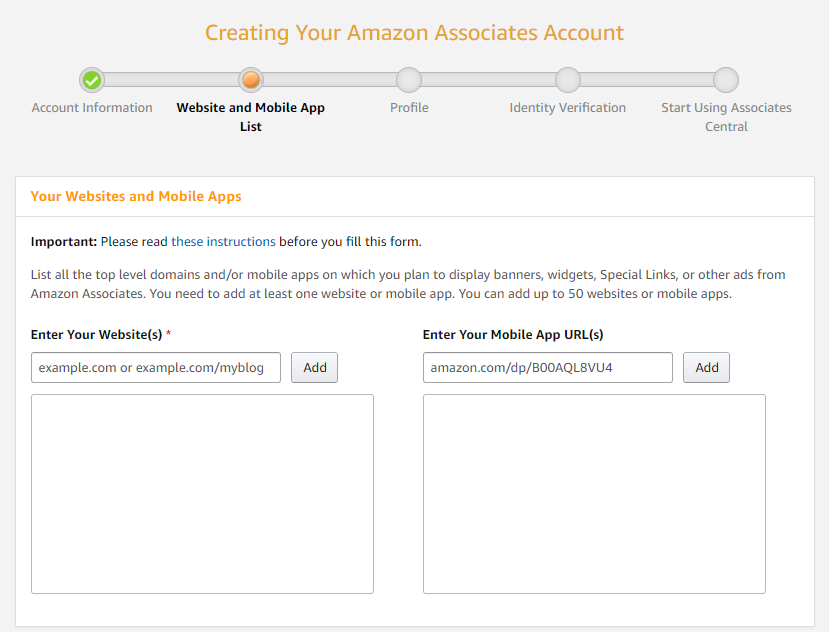 Creating Your Amazon Associates Account
Account Information
Website and Mobile App
List
Profile
Identity Verification
Start Using Associates
Central
Your Websites and Mobile Apps
Important: Please read these instructions before you fill this form.
List all the top level domains and/or mobile apps on which you plan to display banners, widgets, Special Links, or other ads from
Amazon Associates. You need to add at least one website or mobile app. You can add up to 50 websites or mobile apps.
Enter Your Website(s) *
example.com or example.com/myblog
Add
Enter Your Mobile App URL(s)
amazon.com/dp/B00AQL8VU4
Add